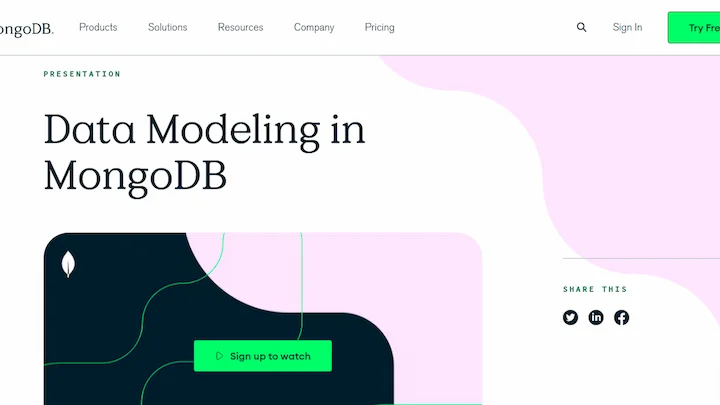 ongoDB. Products Solutions Resources Company Pricing Sign In Try Fre
PRESENTATION
Data Modeling in
MongoDB
Sign up to watch
SHARE THIS